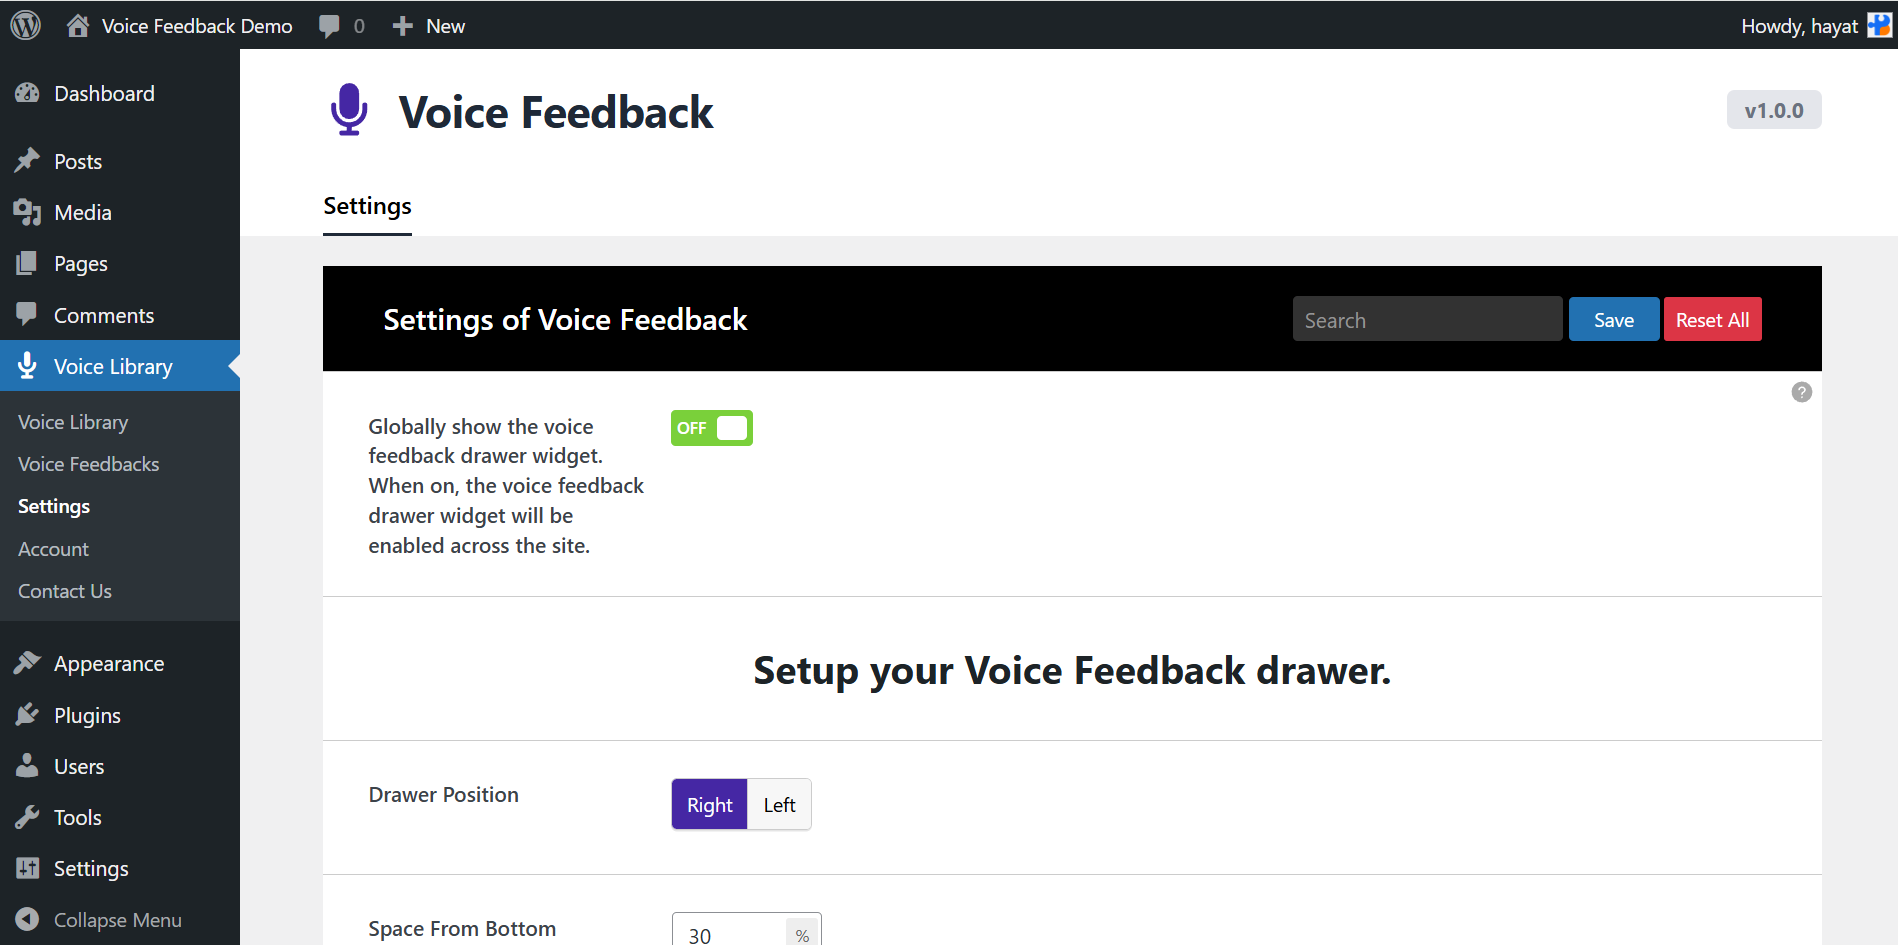 Voice Feedback Demo
0
New
Howdy, hayat
Dashboard
Posts
Media
Pages
Comments
Voice Library
Voice Library
Voice Feedbacks
Settings
Account
Contact Us
Appearance
Plugins
Users
Tools
Settings
Collapse Menu
Voice Feedback
v1.0.0
Settings
Settings of Voice Feedback
Search
Save
Reset All
?
Globally show the voice
feedback drawer widget.
When on, the voice feedback
drawer widget will be
enabled across the site.
OFF
Setup your Voice Feedback drawer.
Drawer Position
Right
Left
Space From Bottom
30
%